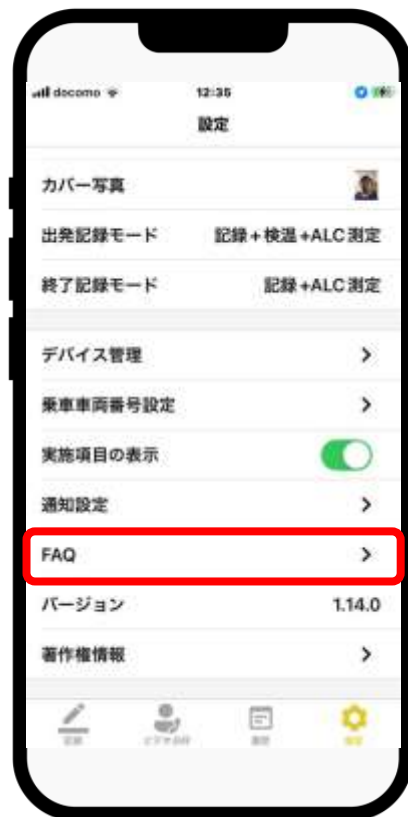 docomo
12:35
設定
カバー写真
出発記録モード 記録+検温+ALC測定
終了記録モード 記録+ALC測定
デバイス管理 >
乗車車両番号設定 >
実施項目の表示
通知設定 >
FAQ >
バージョン 1.14.0
著作権情報 >